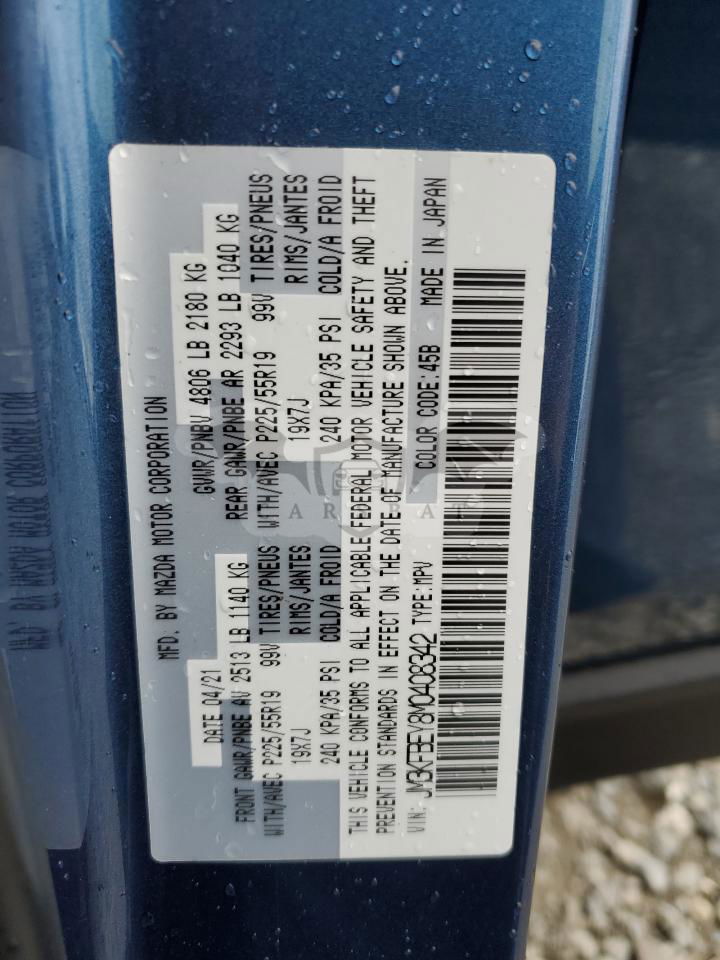 MFD. BY MAZDA MOTOR CORPORATION
DATE 04/21 GVWR/PNBV 4806 LB 2180 KG
FRONT GAWR/PNBE AV 2513 LB 1140 KG REAR GAWR/PNBE AR 2293 LB 1040 KG
WITH/AVEC P225/55R19 99V TIRES/PNEUS WITH/AVEC P225/55R19 99V TIRES/PNEUS
19X7J RIMS/JANTES 19X7J RIMS/JANTES
240 KPA/35 PSI COLD/A FROID 240 KPA/35 PSI COLD/A FROID
THIS VEHICLE CONFORMS TO ALL APPLICABLE FEDERAL MOTOR VEHICLE SAFETY AND THEFT
PREVENTION STANDARDS IN EFFECT ON THE DATE OF MANUFACTURE SHOWN ABOVE.
VIN: JM3KFBEY8M0408342 TYPE:MPV COLOR CODE:45B MADE IN JAPAN